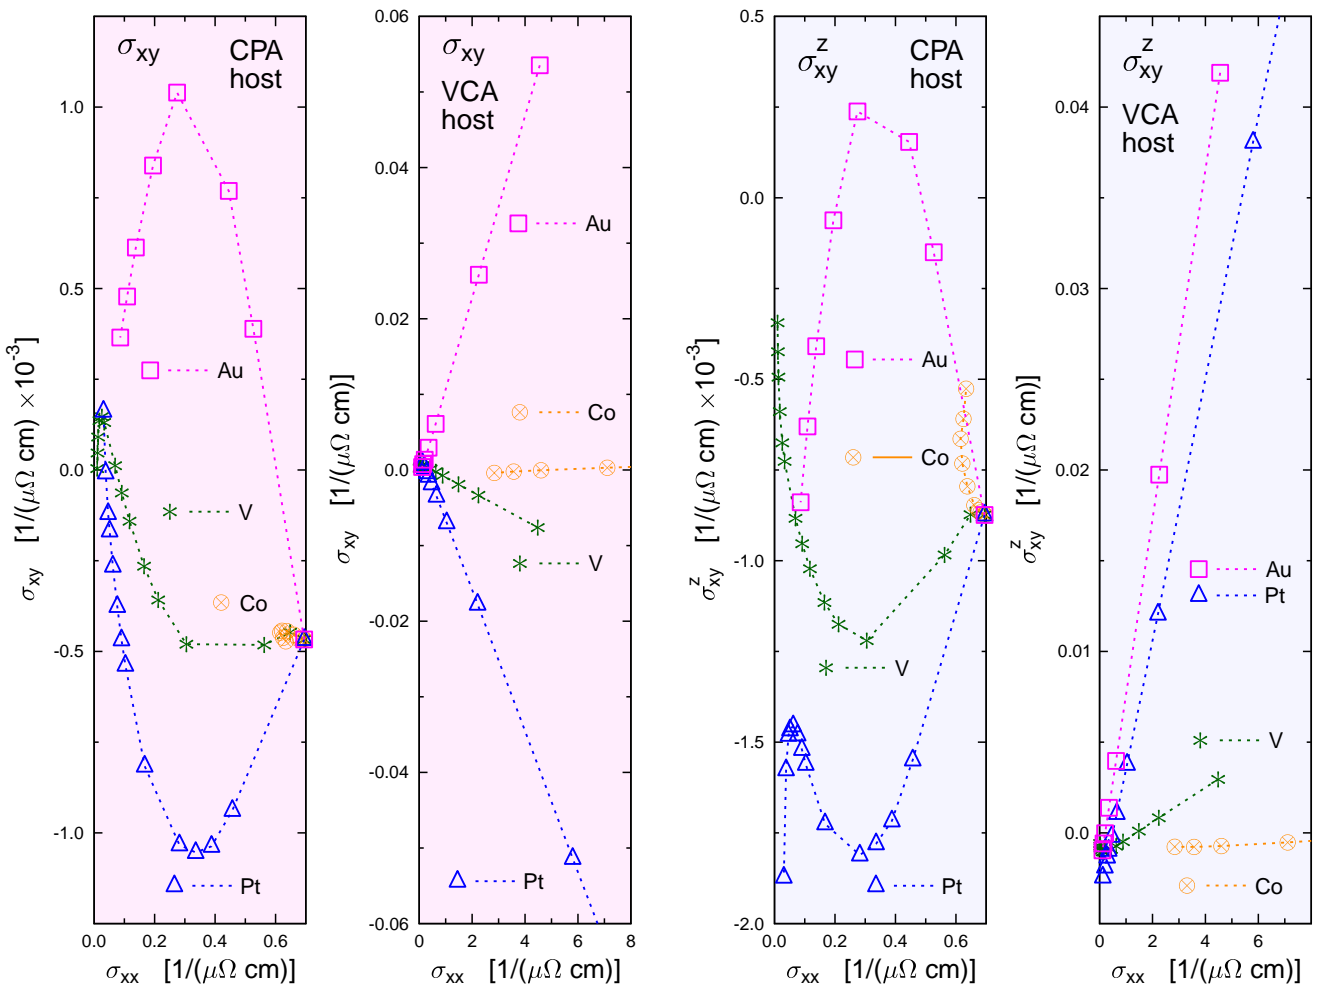 σxy CPA
host
1.0
0.5
0.0
-0.5
-1.0
Au
V
Co
Pt
0.0 0.2 0.4 0.6
σxx [1/(μΩ cm)]
σxy [1/(μΩ cm) ×10-3]
σxy
VCA
host
0.06
0.04
0.02
0.0
-0.02
-0.04
-0.06
Au
Co
V
Pt
0 2 4 6 8
σxx [1/(μΩ cm)]
σxy [1/(μΩ cm)]
σzxy CPA
host
0.5
0.0
-0.5
-1.0
-1.5
-2.0
Au
Co
V
Pt
0.0 0.2 0.4 0.6
σxx [1/(μΩ cm)]
σzxy [1/(μΩ cm) ×10-3]
σzxy
VCA
host
0.04
0.03
0.02
0.01
0.0
Au
Pt
V
Co
0 2 4 6
σxx [1/(μΩ cm)]
σzxy [1/(μΩ cm)]